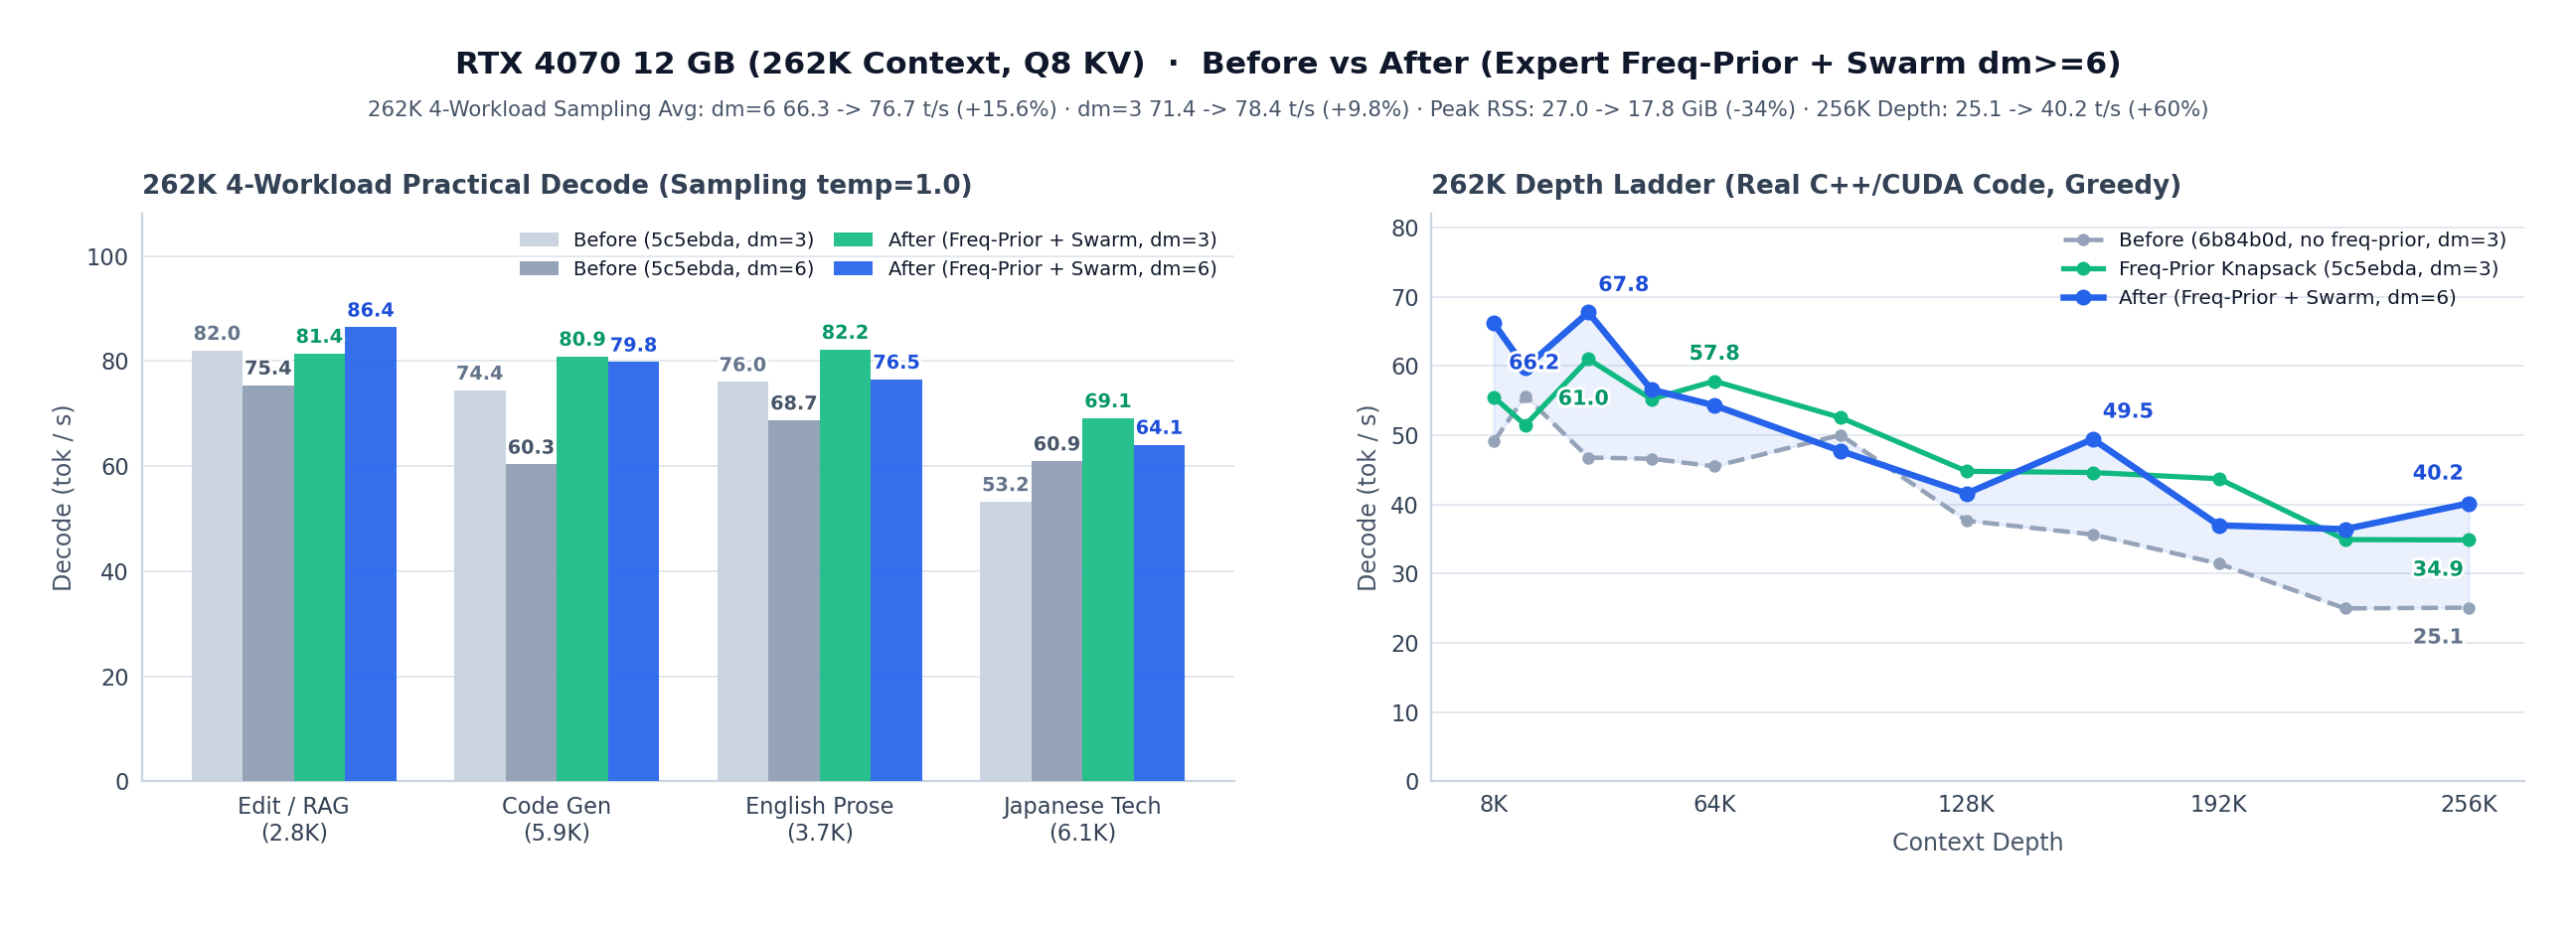 RTX 4070 12 GB (262K Context, Q8 KV) · Before vs After (Expert Freq-Prior + Swarm dm>=6)
262K 4-Workload Sampling Avg: dm=6 66.3 -> 76.7 t/s (+15.6%) · dm=3 71.4 -> 78.4 t/s (+9.8%) · Peak RSS: 27.0 -> 17.8 GiB (-34%) · 256K Depth: 25.1 -> 40.2 t/s (+60%)
262K 4-Workload Practical Decode (Sampling temp=1.0)
Before (5c5ebda, dm=3)
Before (5c5ebda, dm=6)
After (Freq-Prior + Swarm, dm=3)
After (Freq-Prior + Swarm, dm=6)
Decode (tok / s)
100
80
60
40
20
0
82.0
75.4
81.4
86.4
74.4
60.3
80.9
79.8
76.0
68.7
82.2
76.5
53.2
60.9
69.1
64.1
Edit / RAG
(2.8K)
Code Gen
(5.9K)
English Prose
(3.7K)
Japanese Tech
(6.1K)
262K Depth Ladder (Real C++/CUDA Code, Greedy)
Before (6b84b0d, no freq-prior, dm=3)
Freq-Prior Knapsack (5c5ebda, dm=3)
After (Freq-Prior + Swarm, dm=6)
Decode (tok / s)
80
70
60
50
40
30
20
10
0
67.8
66.2
61.0
57.8
49.5
40.2
34.9
25.1
8K
64K
128K
192K
256K
Context Depth